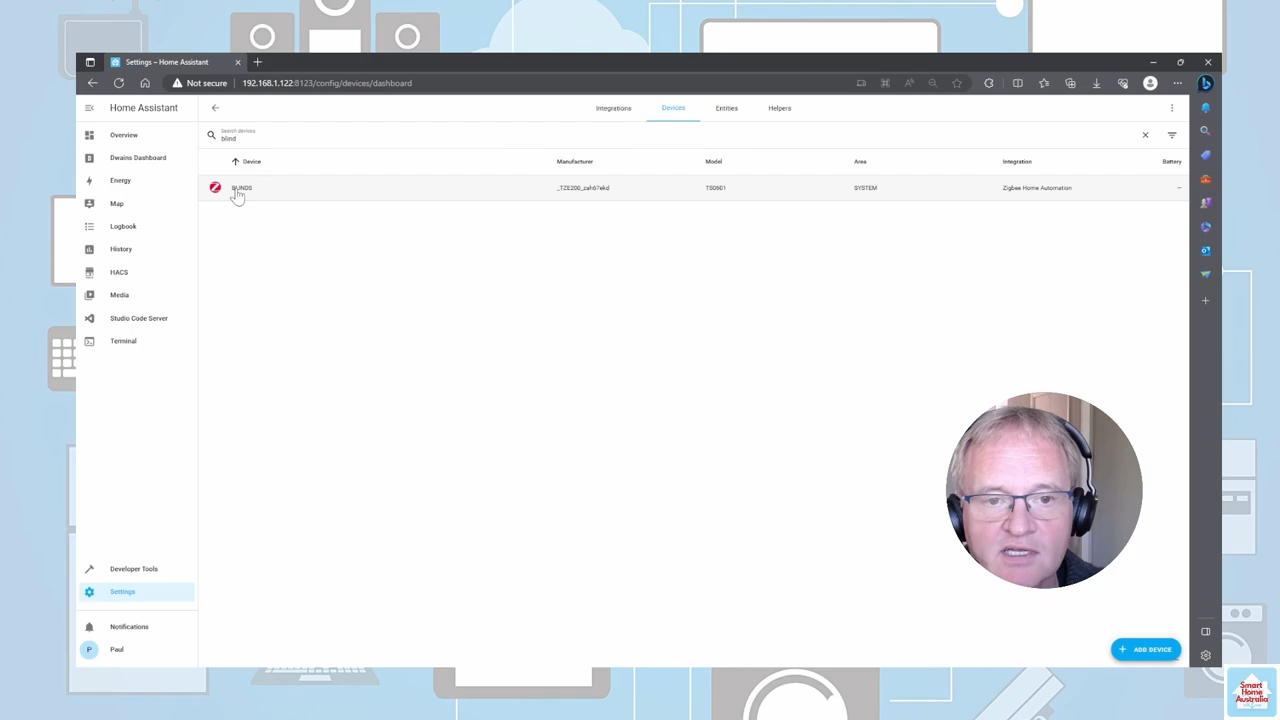 Settings – Home Assistant
Not secure 192.168.1.122:8123/config/devices/dashboard
Home Assistant
Integrations Devices Entities Helpers
Overview
Dwains Dashboard
Energy
Map
Logbook
History
HACS
Media
Studio Code Server
Terminal
Developer Tools
Settings
Notifications
P Paul
Search devices
blind
Device Manufacturer Model Area Integration Battery
BLINDS _TZE200_zah67ekd TS0601 SYSTEM Zigbee Home Automation –
+ ADD DEVICE
Smart
Home
Australia